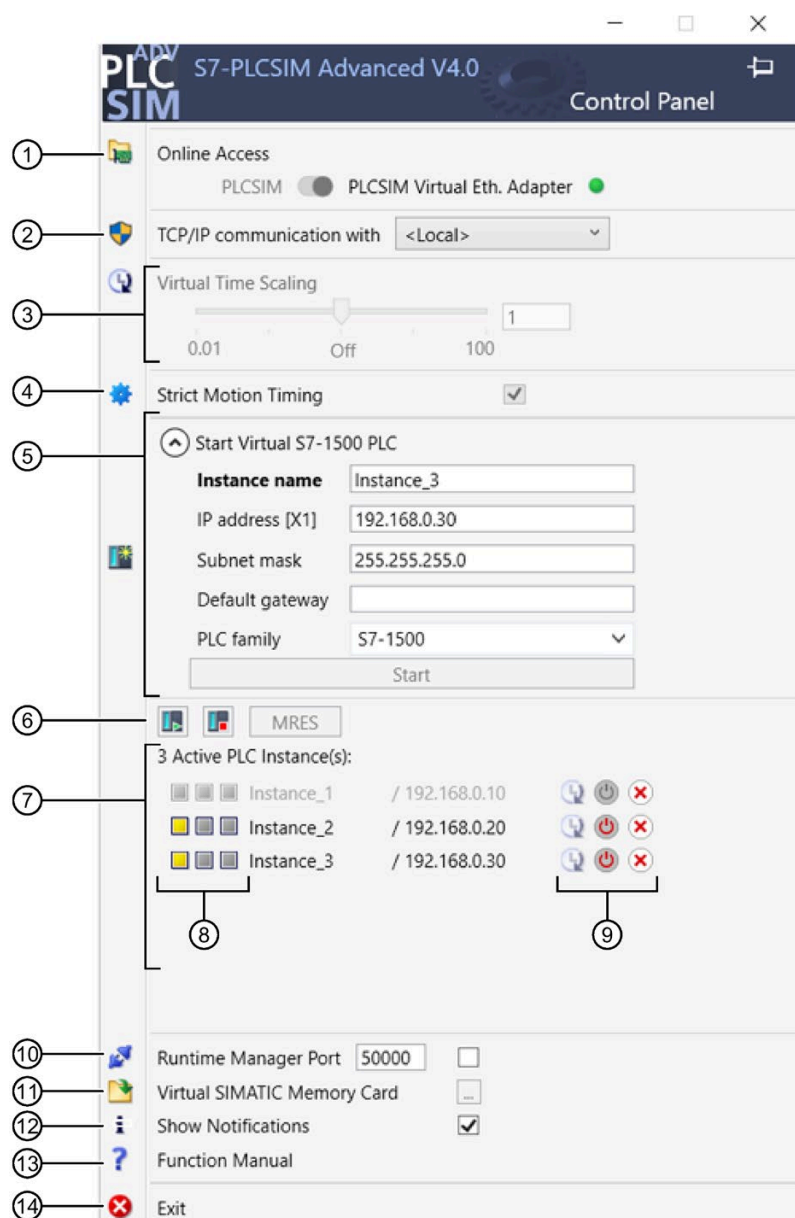 ADV
PLC
SIM
S7-PLCSIM Advanced V4.0
Control Panel
① Online Access
PLCSIM PLCSIM Virtual Eth. Adapter
② TCP/IP communication with <Local>
Virtual Time Scaling
③ 1
0.01 Off 100
④ Strict Motion Timing
Start Virtual S7-1500 PLC
⑤
Instance name Instance_3
IP address [X1] 192.168.0.30
Subnet mask 255.255.255.0
Default gateway
PLC family S7-1500
Start
⑥ MRES
3 Active PLC Instance(s):
⑦ Instance_1 / 192.168.0.10
Instance_2 / 192.168.0.20
Instance_3 / 192.168.0.30
⑧ ⑨
⑩ Runtime Manager Port 50000
⑪ Virtual SIMATIC Memory Card ...
⑫ Show Notifications
⑬ Function Manual
⑭ Exit